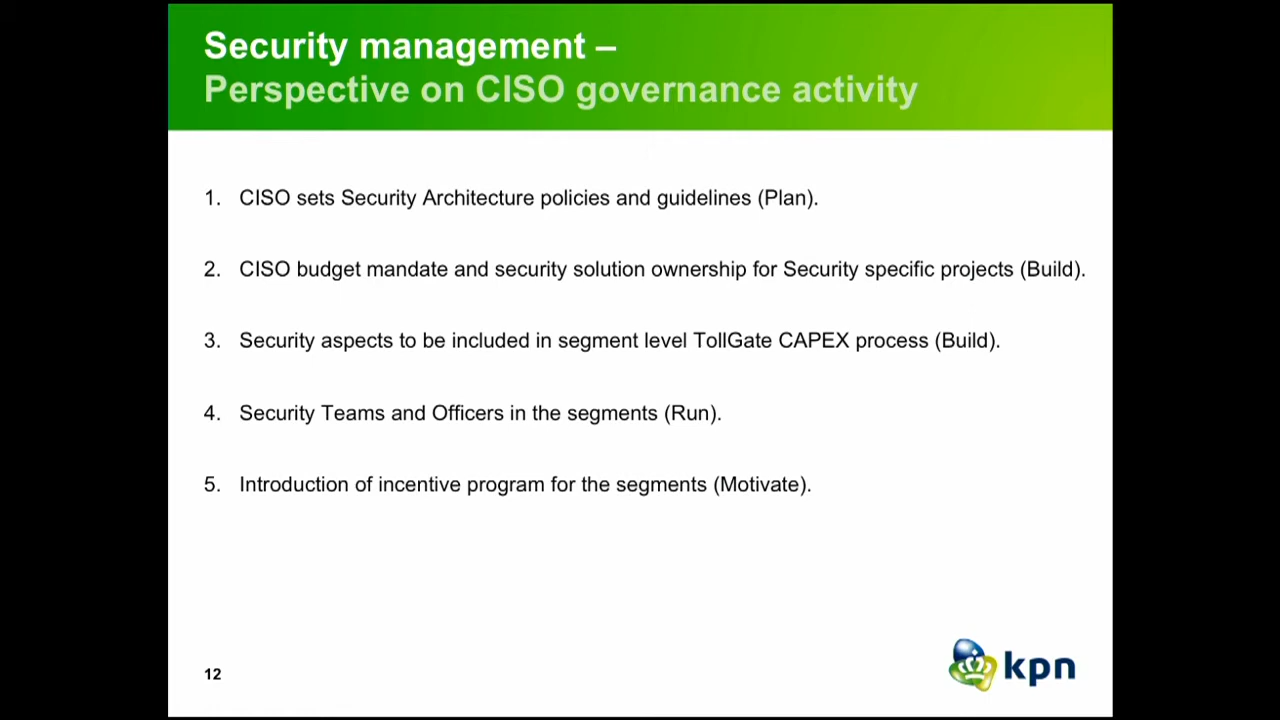 Security management –
Perspective on CISO governance activity
1. CISO sets Security Architecture policies and guidelines (Plan).
2. CISO budget mandate and security solution ownership for Security specific projects (Build).
3. Security aspects to be included in segment level TollGate CAPEX process (Build).
4. Security Teams and Officers in the segments (Run).
5. Introduction of incentive program for the segments (Motivate).
12
kpn